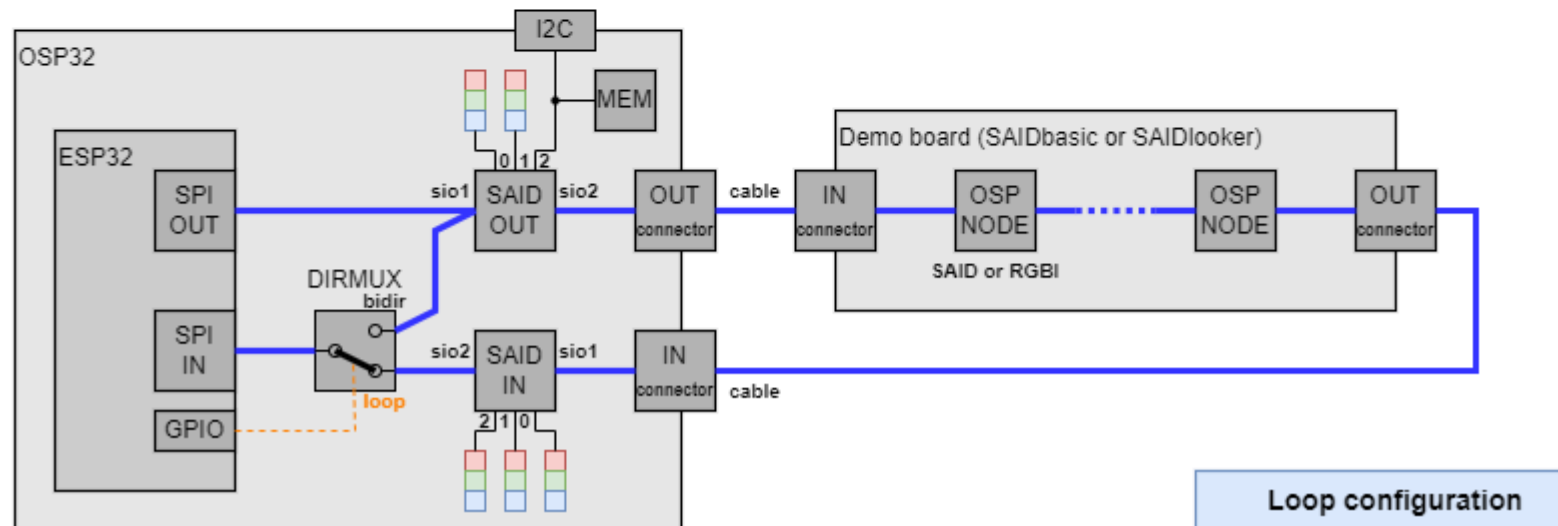 I2C
OSP32
MEM
ESP32
Demo board (SAIDbasic or SAIDlooker)
0 1 2
SPI
OUT
sio1
SAID
OUT
sio2
OUT
connector
cable
IN
connector
OSP
NODE
OSP
NODE
OUT
connector
SAID or RGBI
DIRMUX
bidir
SPI
IN
sio2
SAID
IN
sio1
IN
connector
cable
loop
GPIO
2 1 0
Loop configuration